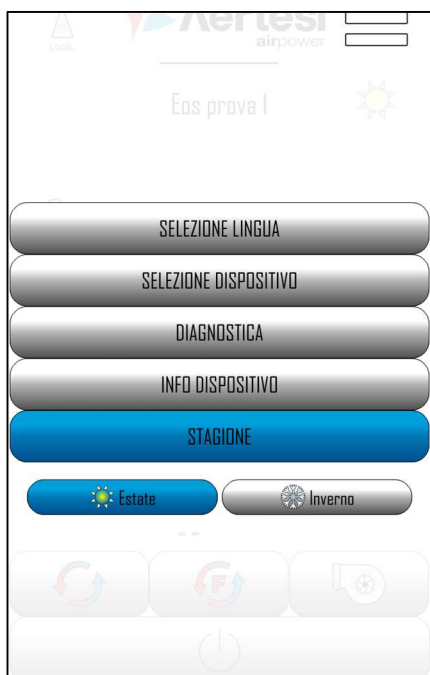 LOCAL
Aertesi
airpower
Eos prova 1
SELEZIONE LINGUA
SELEZIONE DISPOSITIVO
DIAGNOSTICA
INFO DISPOSITIVO
STAGIONE
Estate
Inverno
F